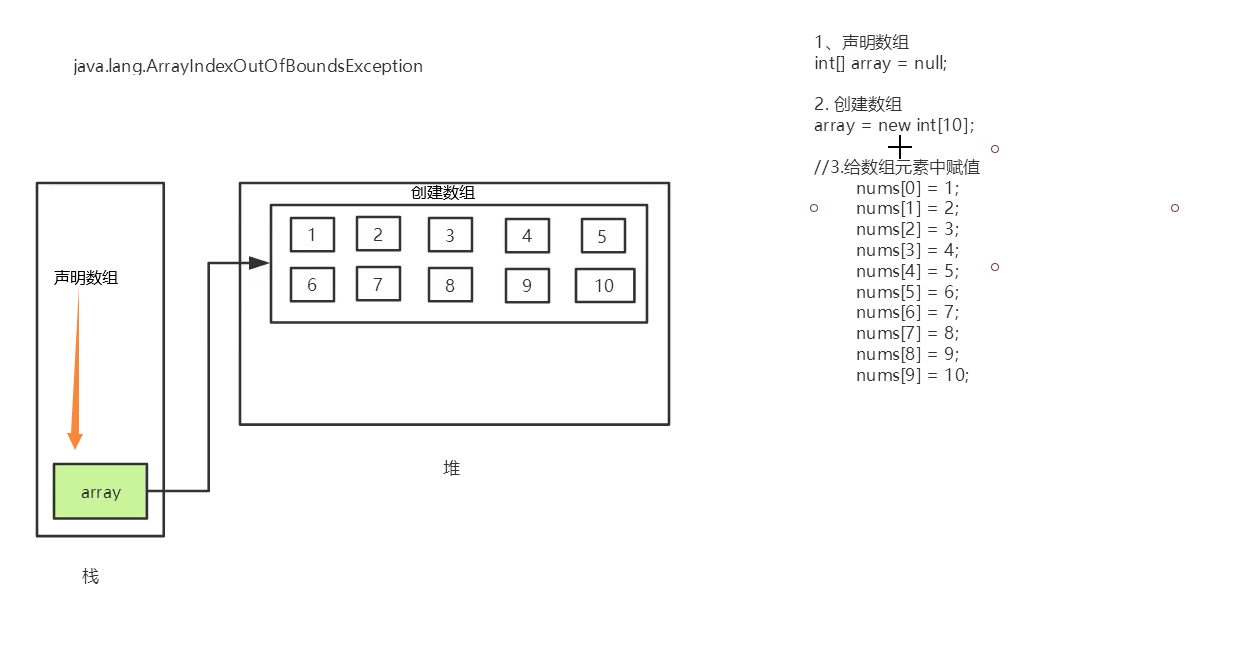 java.lang.ArrayIndexOutOfBoundsException
声明数组
array
栈
创建数组
1 2 3 4 5
6 7 8 9 10
堆
1、声明数组
int[] array = null;
2. 创建数组
array = new int[10];
//3.给数组元素中赋值
nums[0] = 1;
nums[1] = 2;
nums[2] = 3;
nums[3] = 4;
nums[4] = 5;
nums[5] = 6;
nums[6] = 7;
nums[7] = 8;
nums[8] = 9;
nums[9] = 10;